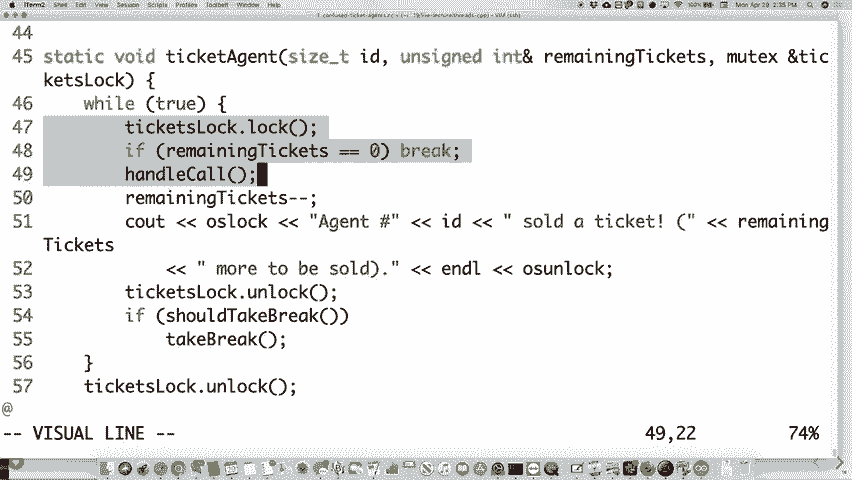 iTerm2 Shell Edit View Session Scripts Profiles Toolbelt Window Help 100% Mon Apr 29 2:35 PM
44
45 static void ticketAgent(size_t id, unsigned int& remainingTickets, mutex &tic
ketsLock) {
46 while (true) {
47 ticketsLock.lock();
48 if (remainingTickets == 0) break;
49 handleCall();
50 remainingTickets--;
51 cout << oslock << "Agent #" << id << " sold a ticket! (" << remaining
Tickets
52 << " more to be sold)." << endl << osunlock;
53 ticketsLock.unlock();
54 if (shouldTakeBreak())
55 takeBreak();
56 }
57 ticketsLock.unlock();
@
-- VISUAL LINE -- 49,22 74%